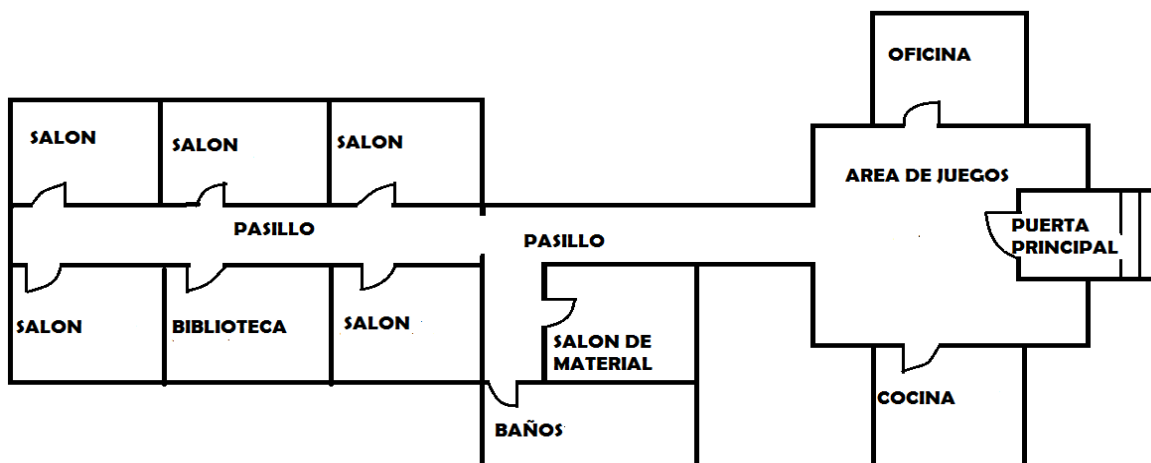 OFICINA
SALON
SALON
SALON
AREA DE JUEGOS
PASILLO
PASILLO
PUERTA
PRINCIPAL
SALON
BIBLIOTECA
SALON
SALON DE
MATERIAL
COCINA
BAÑOS